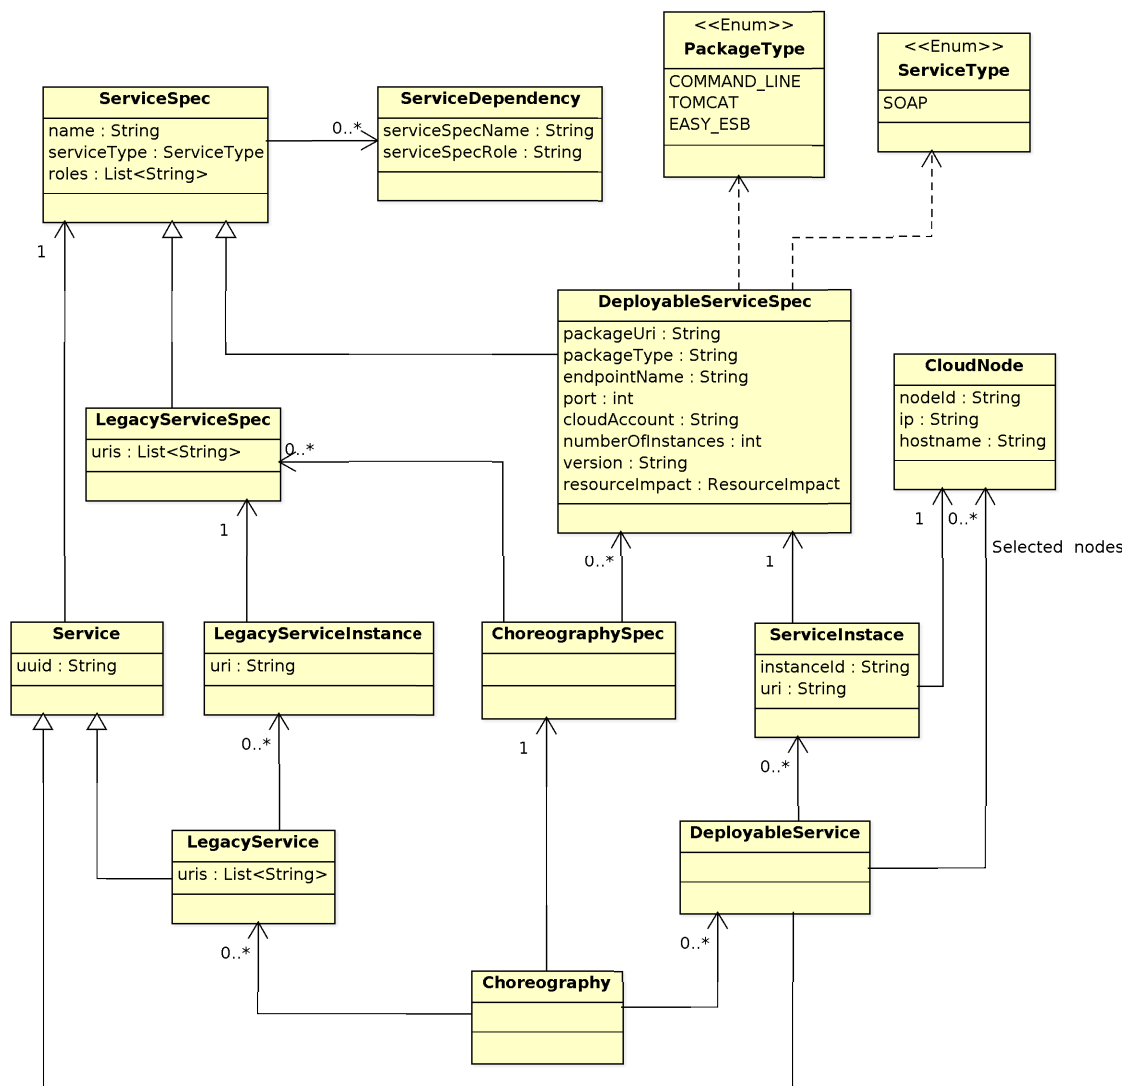 <<Enum>>
PackageType
COMMAND_LINE
TOMCAT
EASY_ESB
<<Enum>>
ServiceType
SOAP
ServiceSpec
name : String
serviceType : ServiceType
roles : List<String>
0..*
ServiceDependency
serviceSpecName : String
serviceSpecRole : String
1
DeployableServiceSpec
packageUri : String
packageType : String
endpointName : String
port : int
cloudAccount : String
numberOfInstances : int
version : String
resourceImpact : ResourceImpact
CloudNode
nodeId : String
ip : String
hostname : String
LegacyServiceSpec
uris : List<String>
0..*
1
0..*
1
1
0..*
Selected nodes
Service
uuid : String
LegacyServiceInstance
uri : String
ChoreographySpec
ServiceInstace
instanceId : String
uri : String
0..*
1
0..*
LegacyService
uris : List<String>
DeployableService
0..*
0..*
Choreography